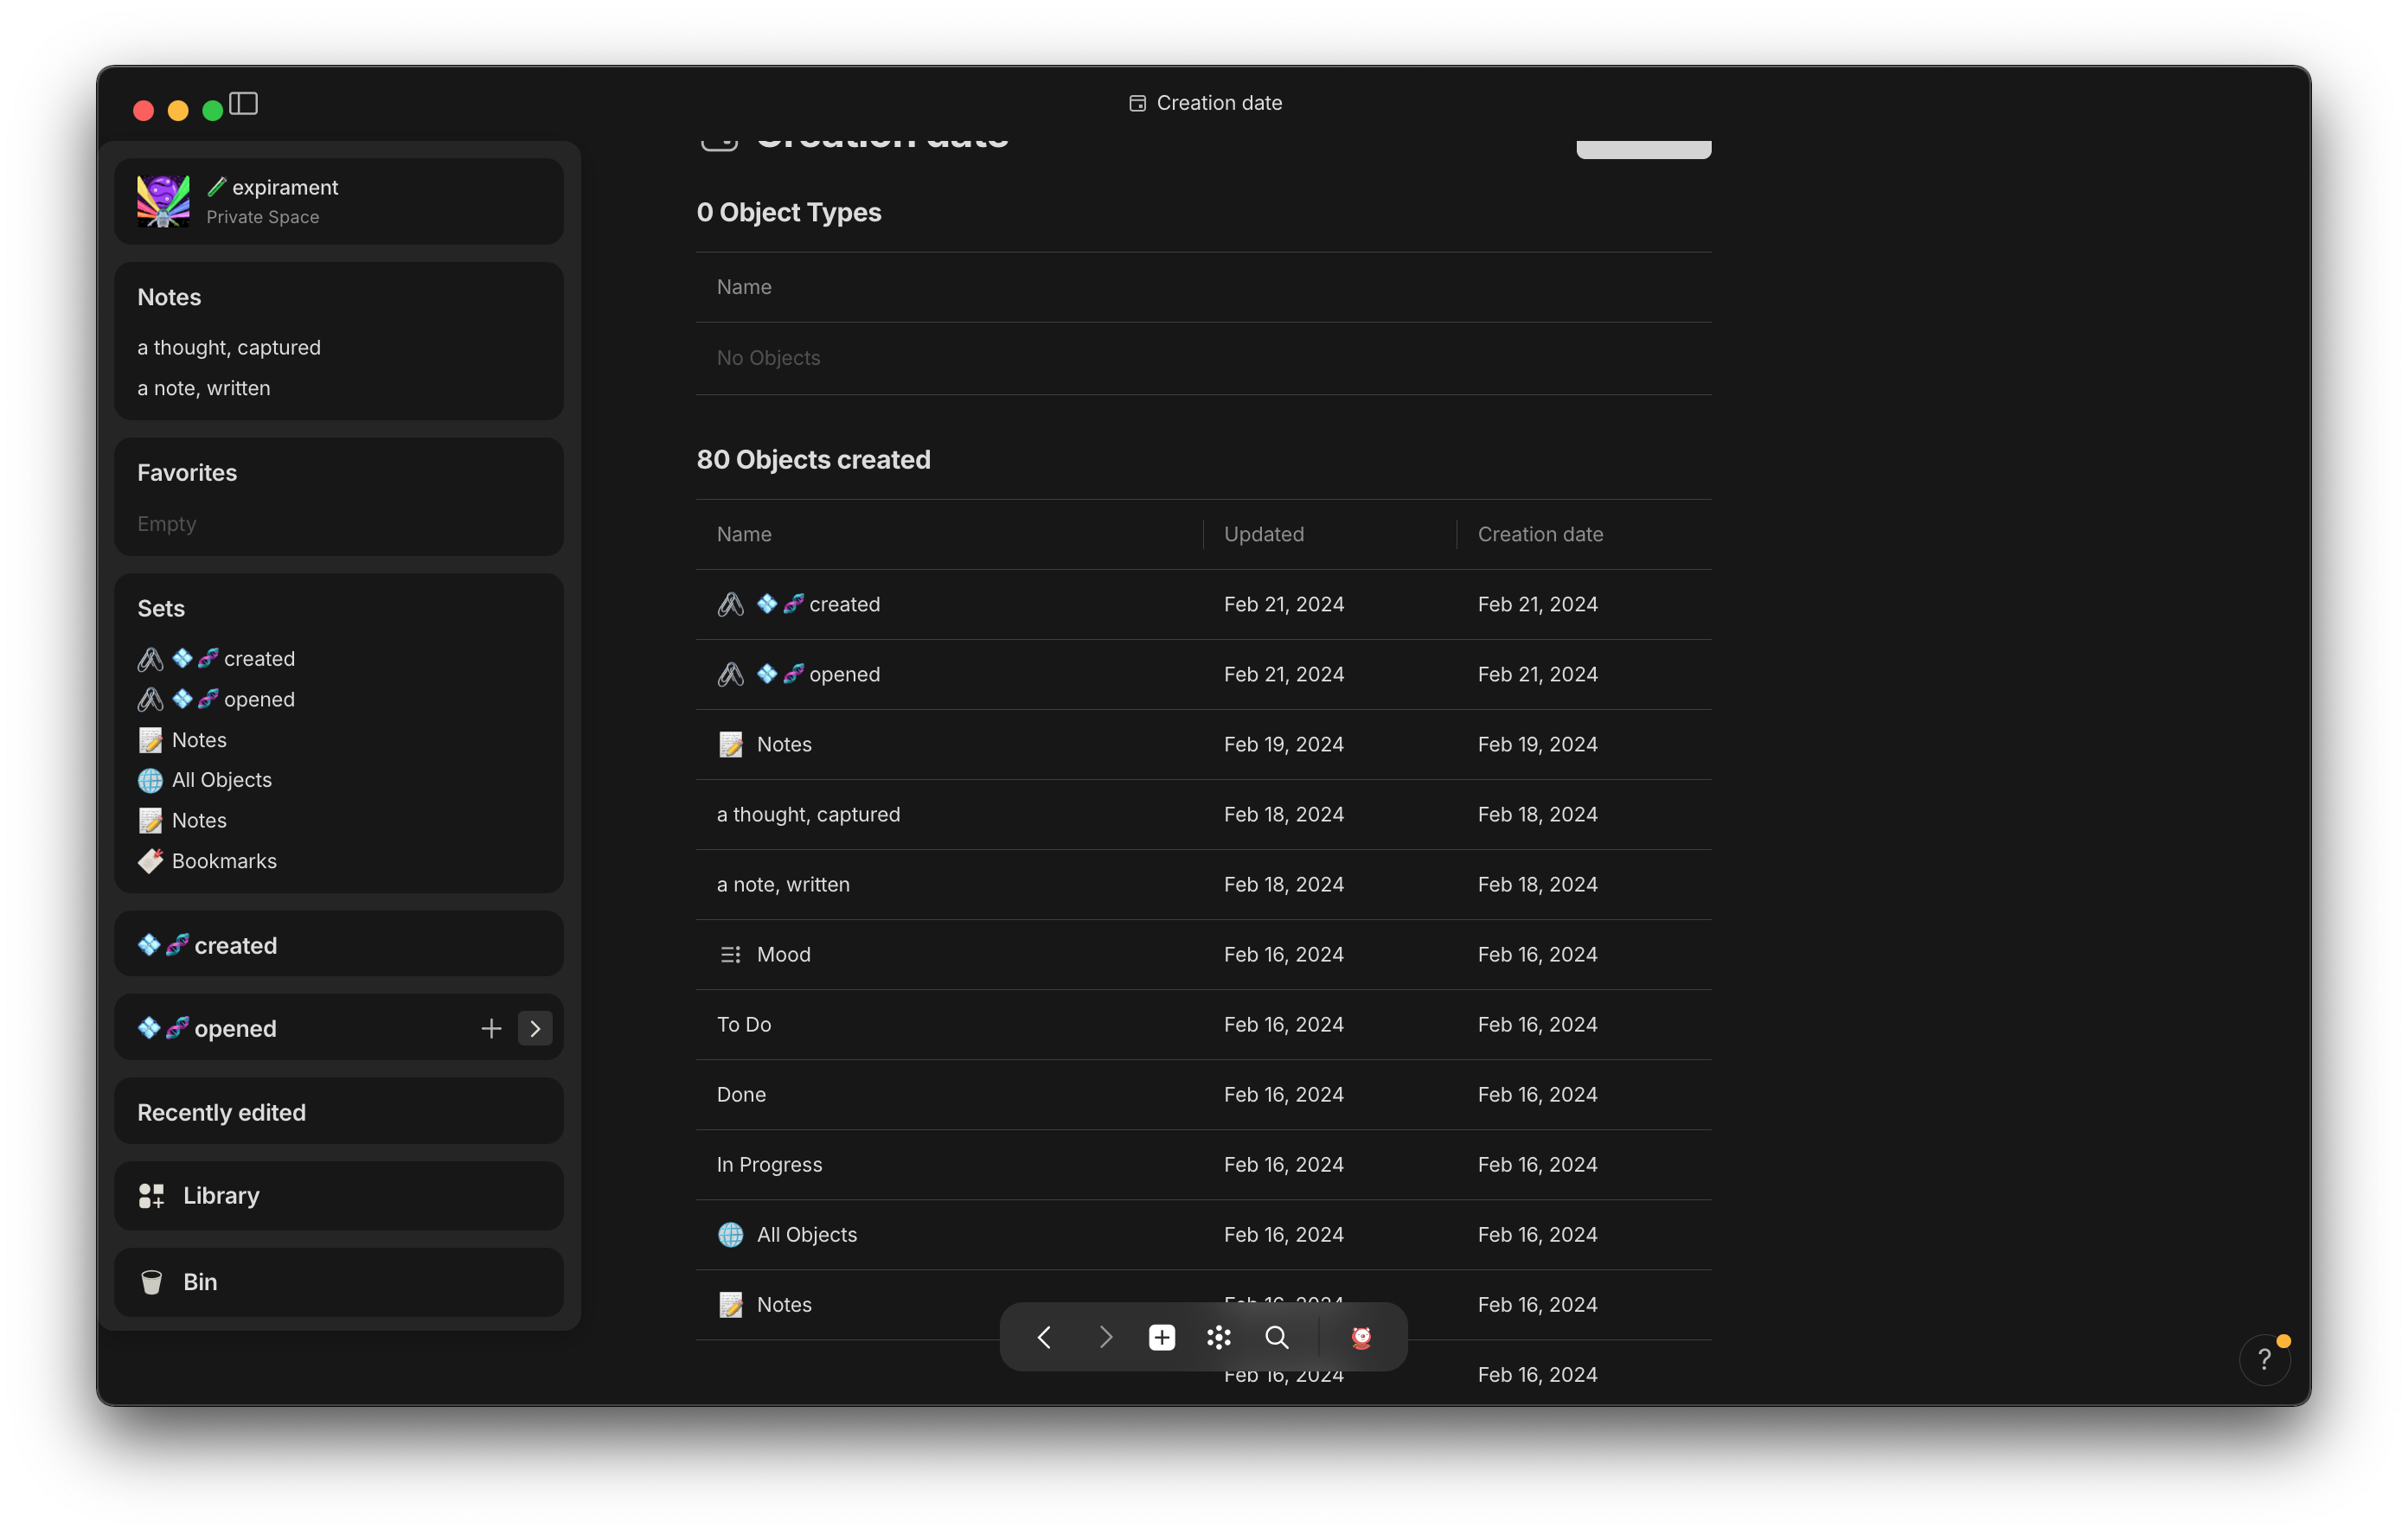 Creation date
expirament
Private Space
Notes
a thought, captured
a note, written
Favorites
Empty
Sets
created
opened
Notes
All Objects
Notes
Bookmarks
created
opened
Recently edited
Library
Bin
Creation date
0 Object Types
Name
No Objects
80 Objects created
Name Updated Creation date
created Feb 21, 2024 Feb 21, 2024
opened Feb 21, 2024 Feb 21, 2024
Notes Feb 19, 2024 Feb 19, 2024
a thought, captured Feb 18, 2024 Feb 18, 2024
a note, written Feb 18, 2024 Feb 18, 2024
Mood Feb 16, 2024 Feb 16, 2024
To Do Feb 16, 2024 Feb 16, 2024
Done Feb 16, 2024 Feb 16, 2024
In Progress Feb 16, 2024 Feb 16, 2024
All Objects Feb 16, 2024 Feb 16, 2024
Notes Feb 16, 2024 Feb 16, 2024
Feb 16, 2024 Feb 16, 2024
?